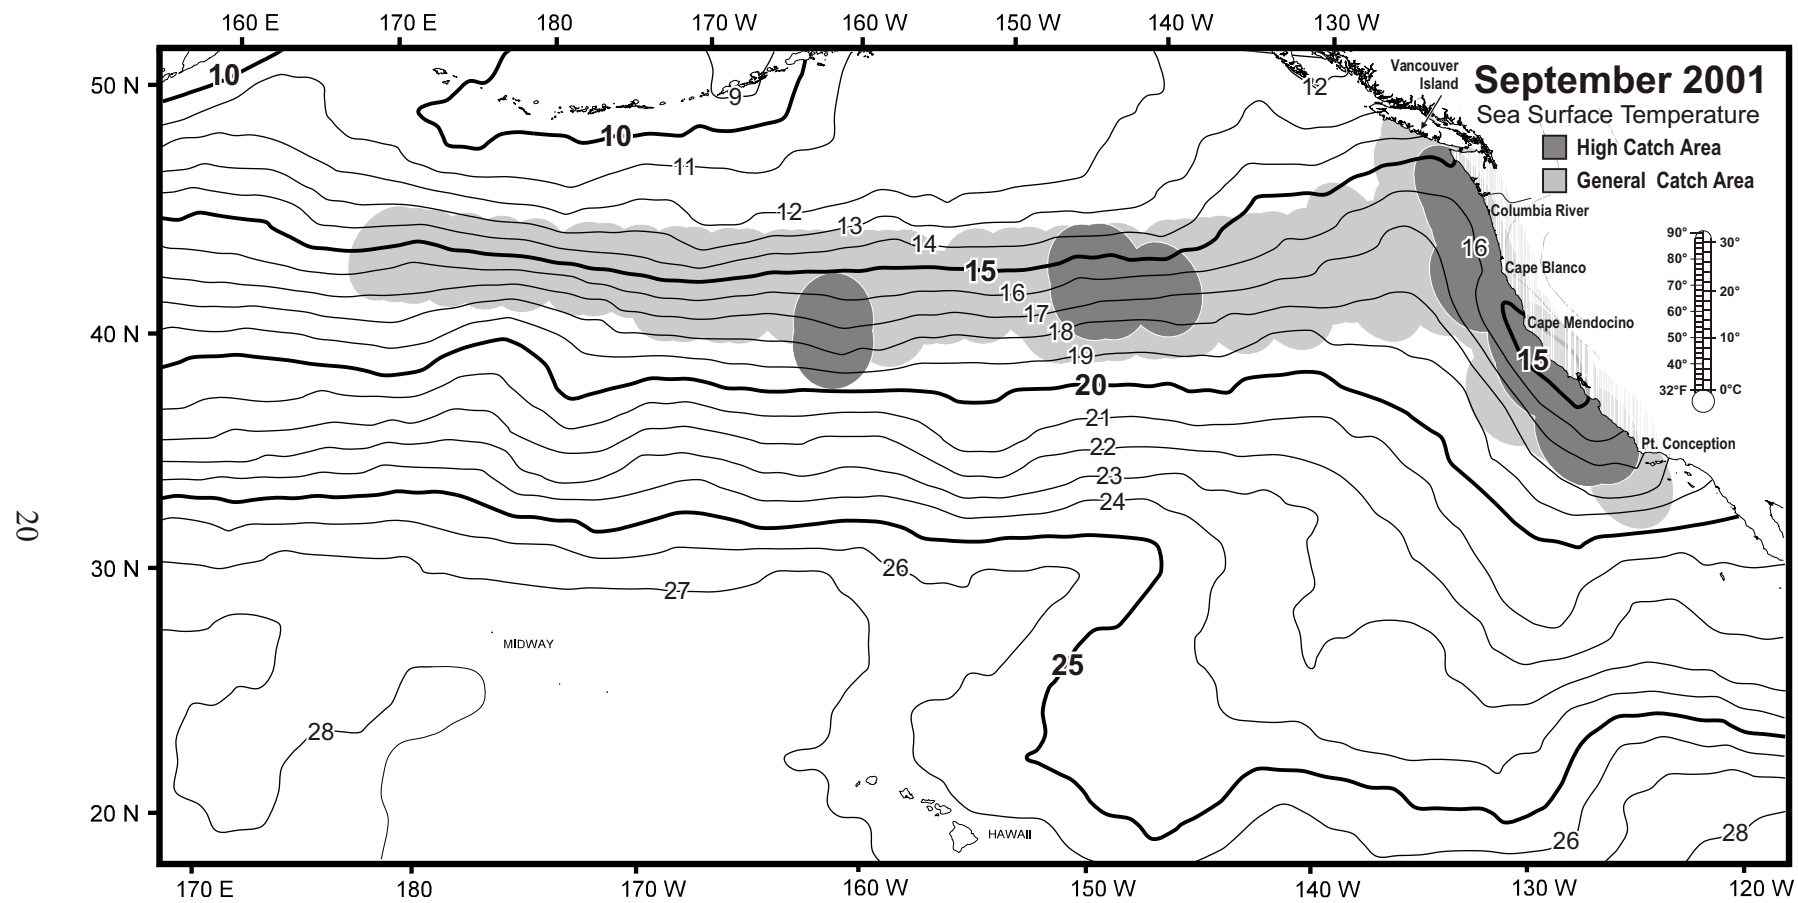 160 E 170 E 180 170 W 160 W 150 W 140 W 130 W
50 N
40 N
30 N
20 N
September 2001
Sea Surface Temperature
High Catch Area
General Catch Area
Vancouver
Island
Columbia River
Cape Blanco
Cape Mendocino
Pt. Conception
90°
80°
70°
60°
50°
40°
32°F
30°
20°
10°
0°C
10
9
12
10
11
12
13
14
15
16
17
18
19
20
21
22
23
24
16
15
26
27
25
28
26
28
MIDWAY
HAWAII
170 E 180 170 W 160 W 150 W 140 W 130 W 120 W
20